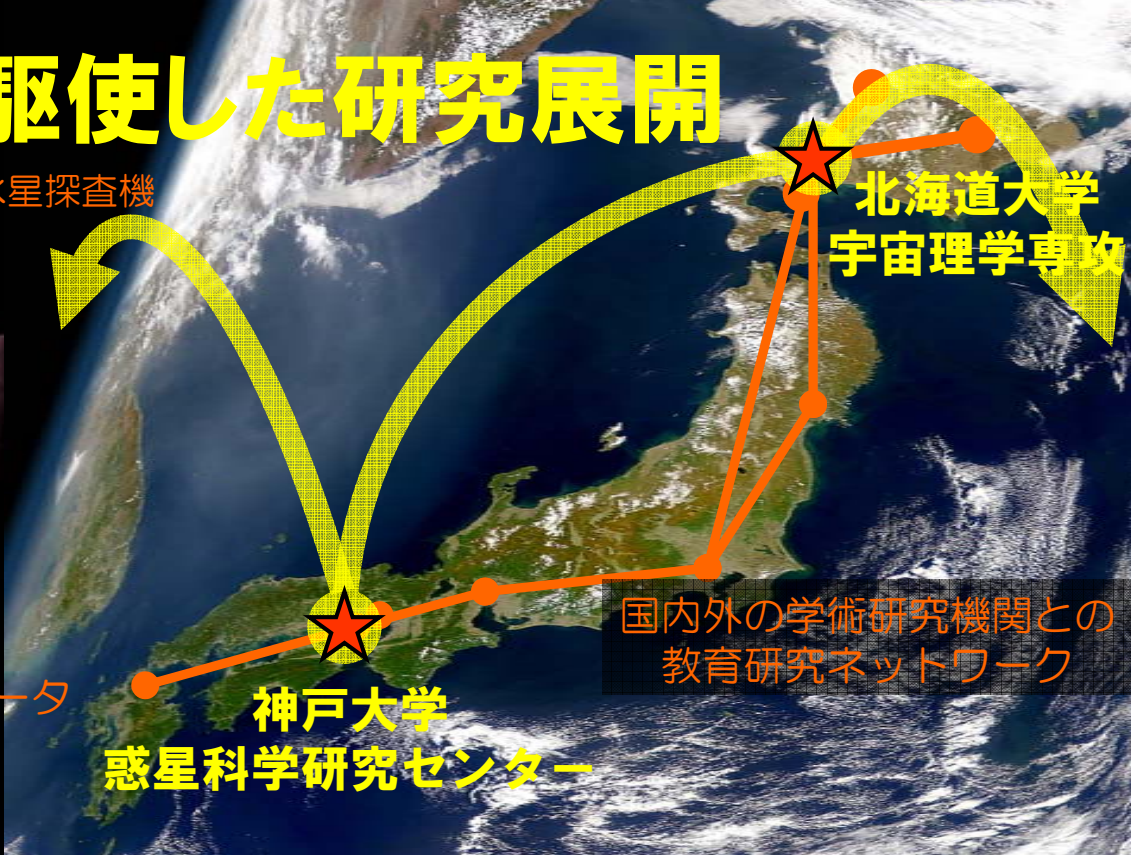 駆使した研究展開
水星探査機
北海道大学
宇宙理学専攻
国内外の学術研究機関との
教育研究ネットワーク
ータ
神戸大学
惑星科学研究センター